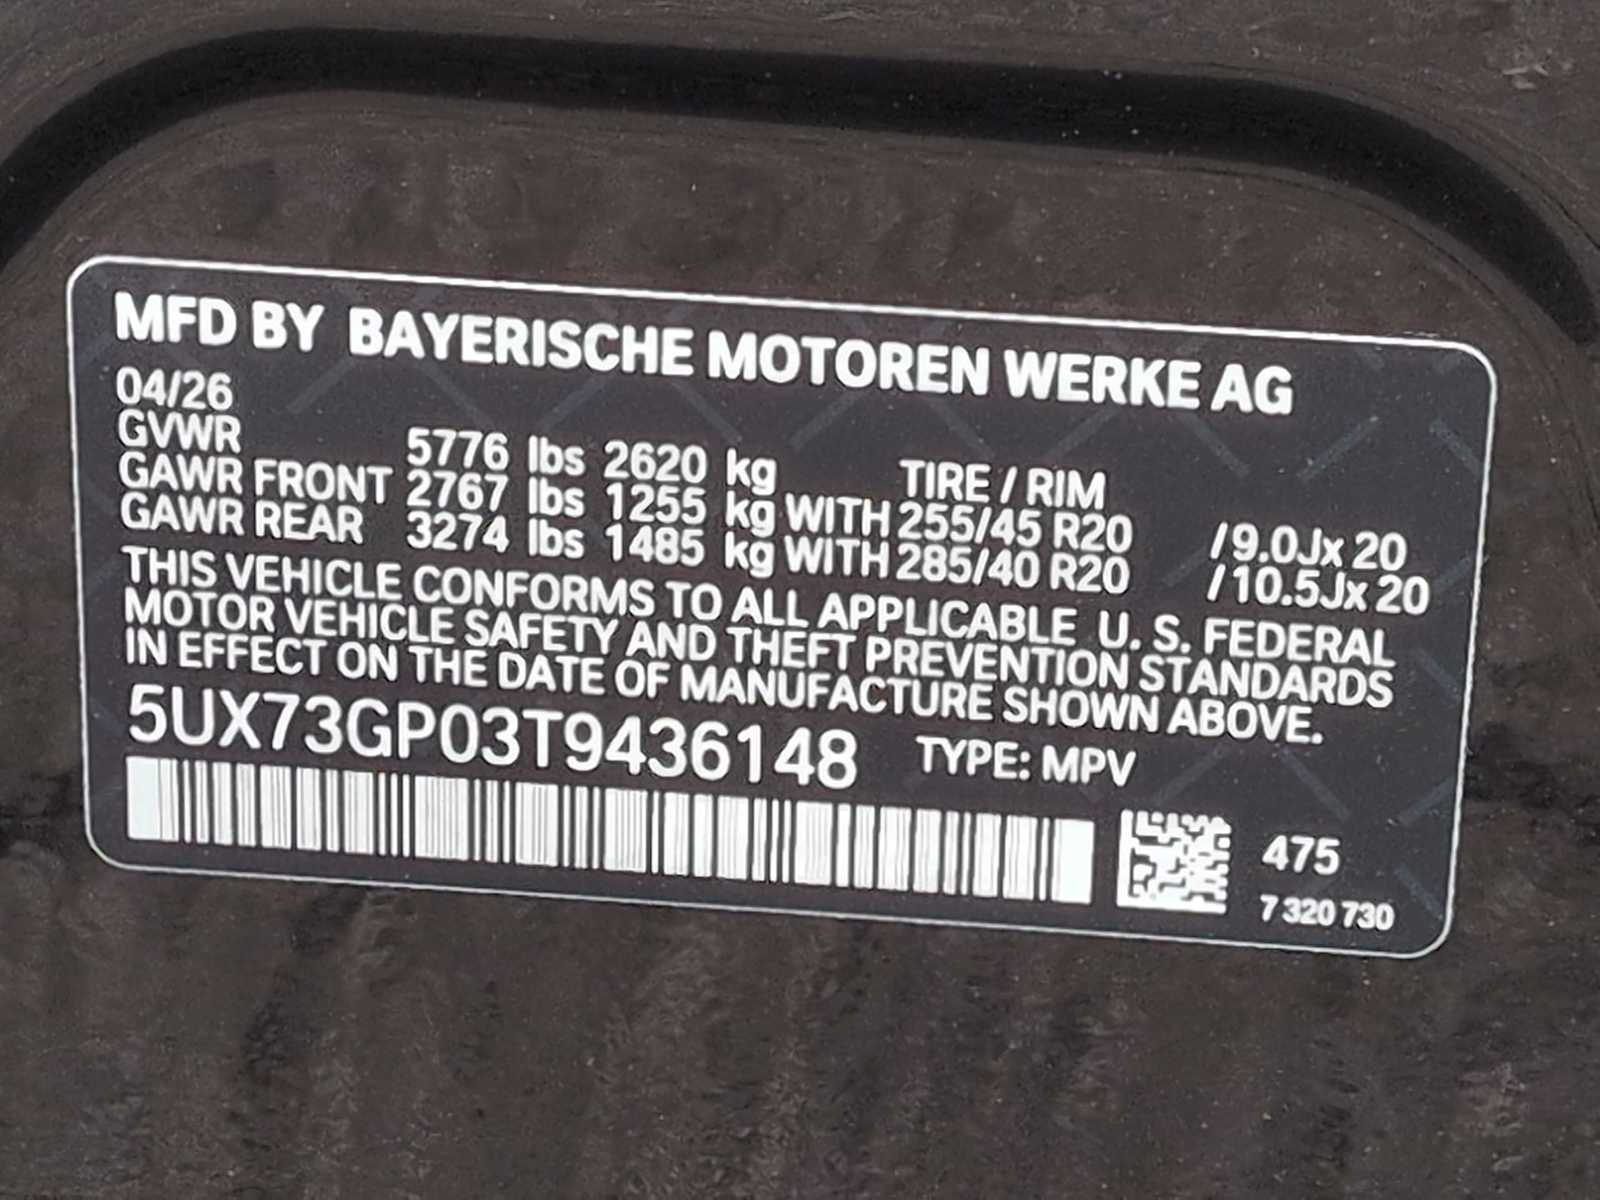 MFD BY BAYERISCHE MOTOREN WERKE AG
04/26
GVWR 5776 lbs 2620 kg TIRE / RIM
GAWR FRONT 2767 lbs 1255 kg WITH 255/45 R20 /9.0Jx 20
GAWR REAR 3274 lbs 1485 kg WITH 285/40 R20 /10.5Jx 20
THIS VEHICLE CONFORMS TO ALL APPLICABLE U. S. FEDERAL
MOTOR VEHICLE SAFETY AND THEFT PREVENTION STANDARDS
IN EFFECT ON THE DATE OF MANUFACTURE SHOWN ABOVE.
5UX73GP03T9436148 TYPE: MPV
475
7 320 730